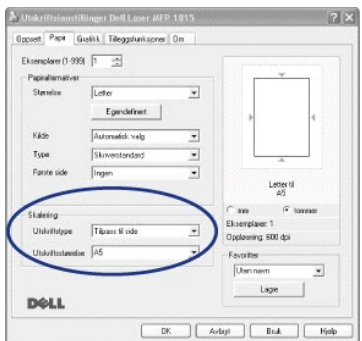 Utskriftsinnstillinger Dell Laser MFP 1815
Oppsett Papir Grafikk Tilleggsfunksjoner Om
Eksemplarer (1-999) 1
Papiralternativer
Størrelse Letter
Egendefinert
Kilde Automatisk valg
Type Skriverstandard
Første side Ingen
Skalering
Utskriftstype Tilpass til side
Utskriftsstørrelse A5
Letter til
A5
mm tommer
Eksemplarer: 1
Oppløsning: 600 dpi
Favoritter
Uten navn
Lagre
DELL
OK Avbryt Bruk Hjelp